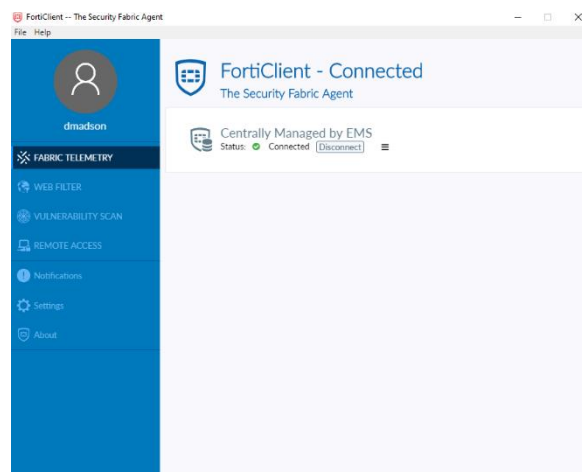 FortiClient -- The Security Fabric Agent
File Help
dmadson
FABRIC TELEMETRY
WEB FILTER
VULNERABILITY SCAN
REMOTE ACCESS
Notifications
Settings
About
FortiClient - Connected
The Security Fabric Agent
Centrally Managed by EMS
Status: Connected Disconnect